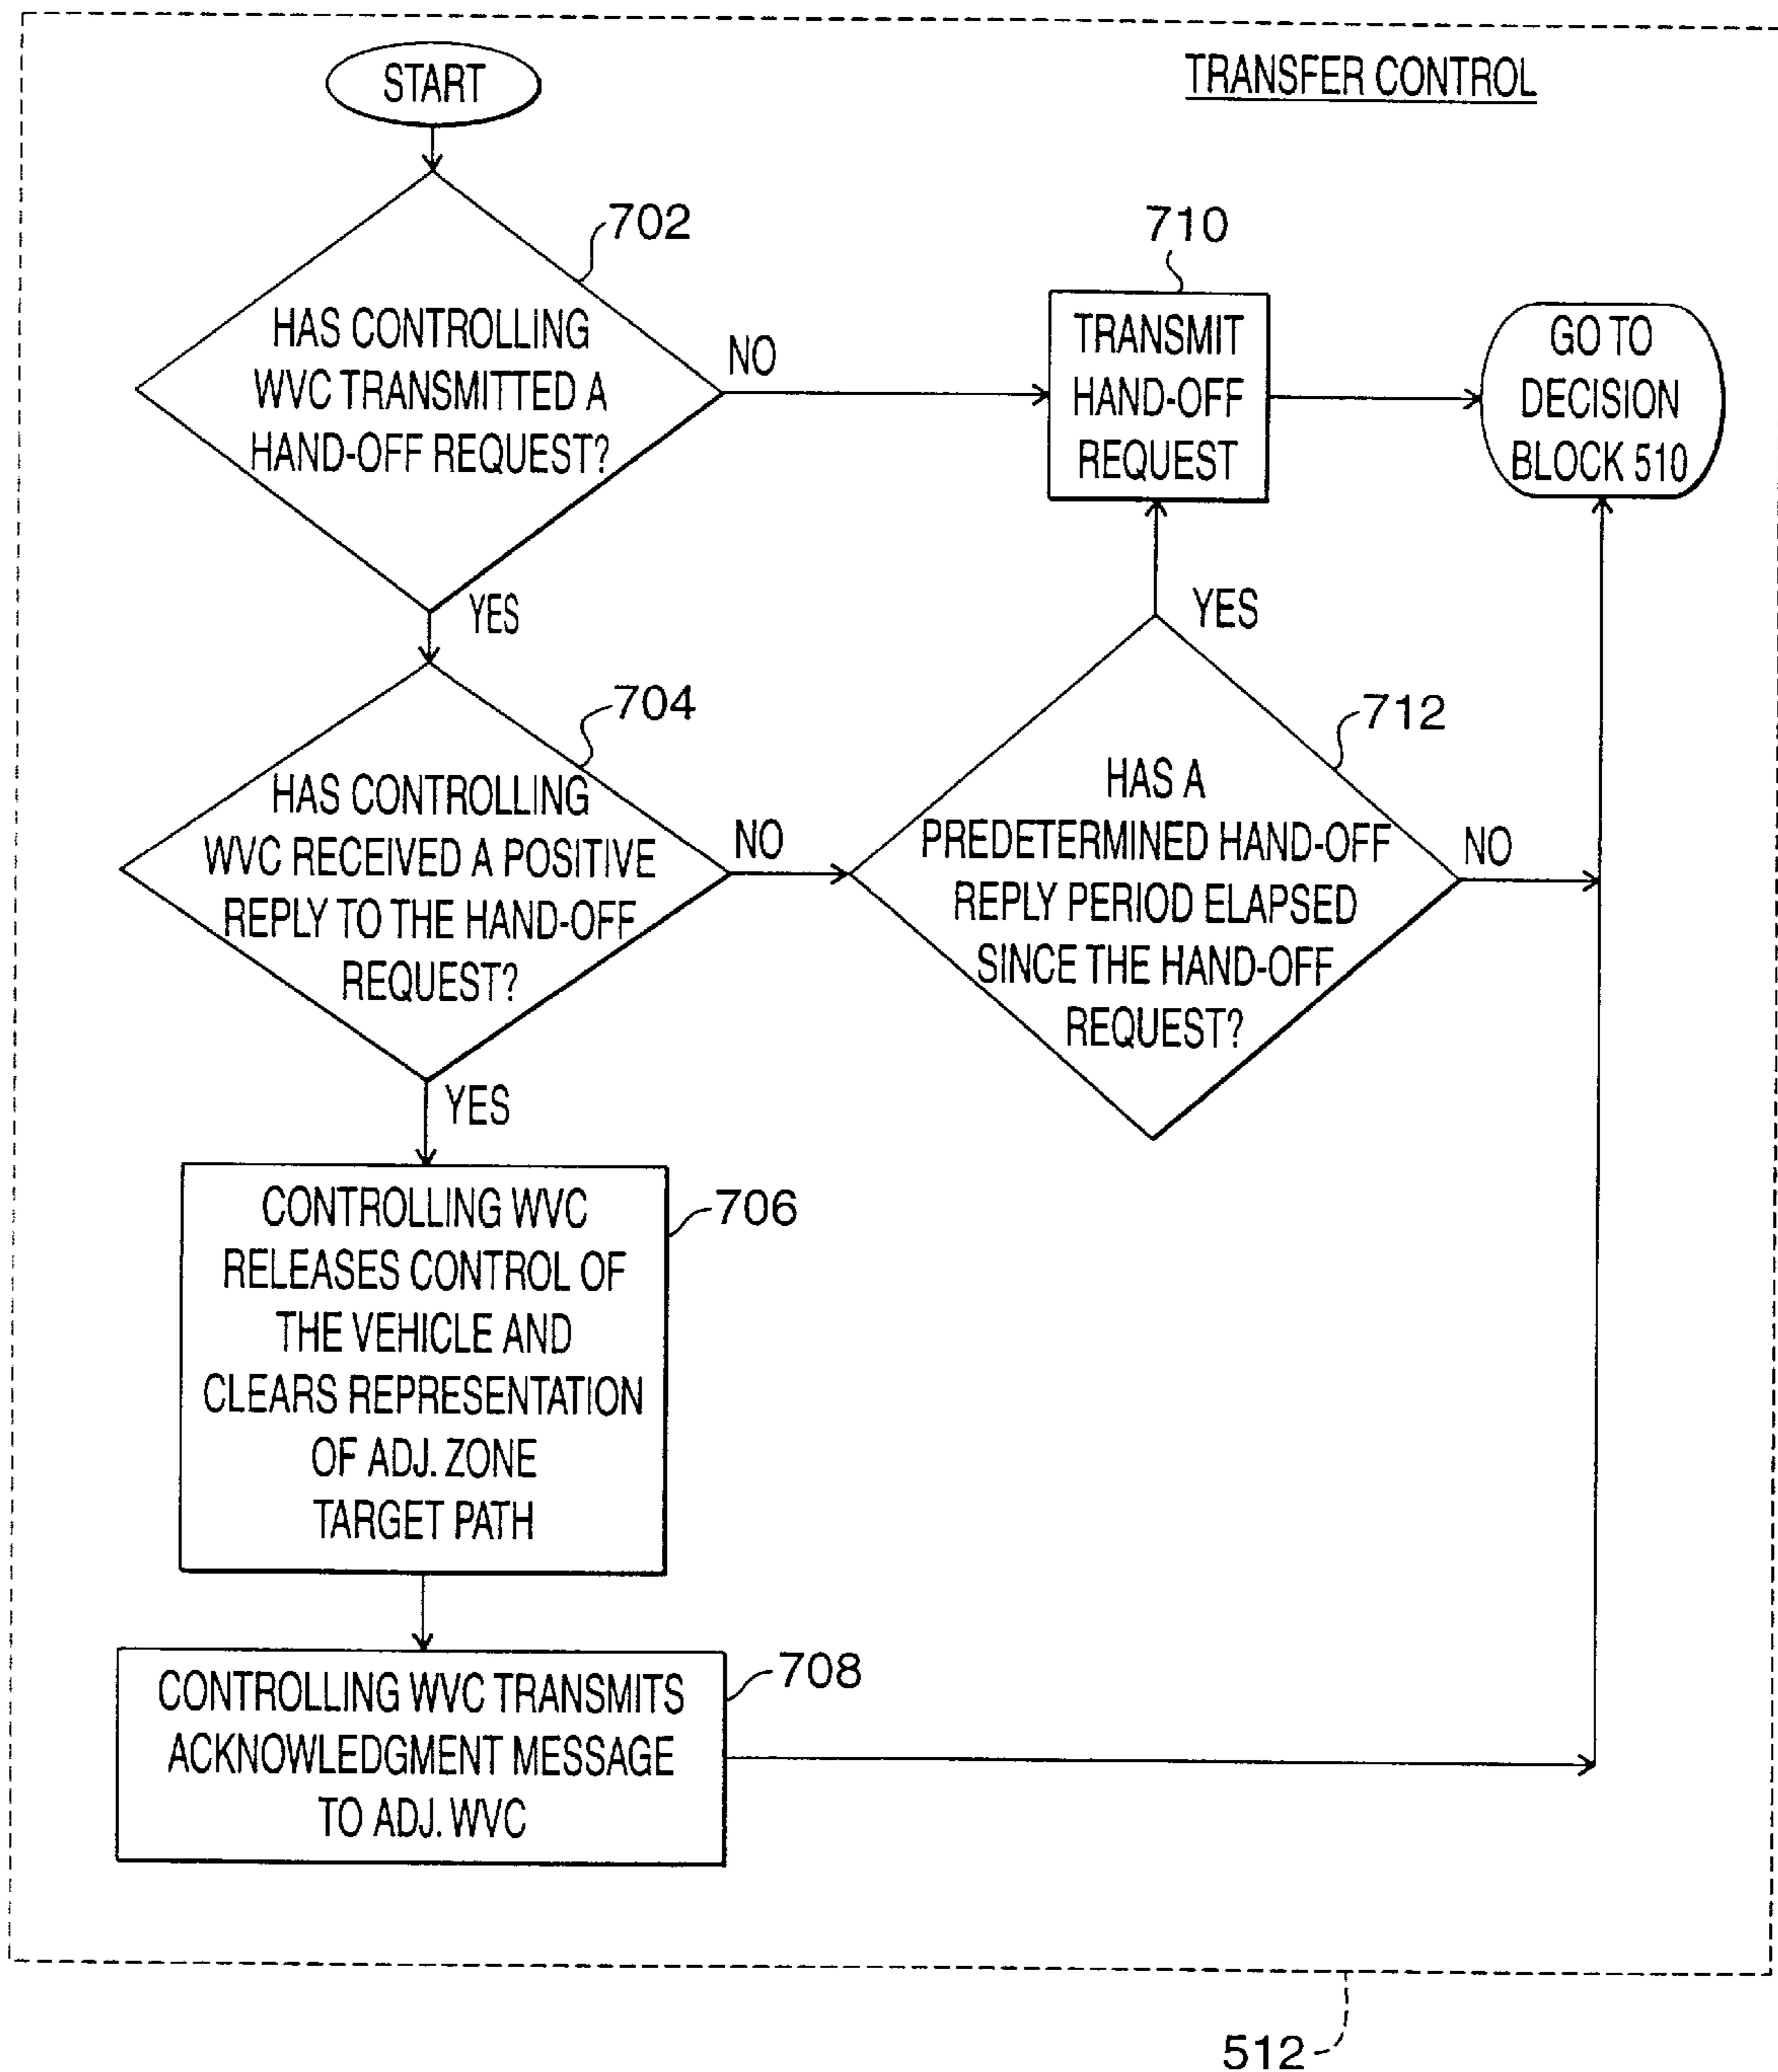 START
TRANSFER CONTROL
702
HAS CONTROLLING
WVC TRANSMITTED A
HAND-OFF REQUEST?
NO
YES
710
TRANSMIT
HAND-OFF
REQUEST
GO TO
DECISION
BLOCK 510
704
HAS CONTROLLING
WVC RECEIVED A POSITIVE
REPLY TO THE HAND-OFF
REQUEST?
NO
YES
YES
712
HAS A
PREDETERMINED HAND-OFF
REPLY PERIOD ELAPSED
SINCE THE HAND-OFF
REQUEST?
NO
706
CONTROLLING WVC
RELEASES CONTROL OF
THE VEHICLE AND
CLEARS REPRESENTATION
OF ADJ. ZONE
TARGET PATH
708
CONTROLLING WVC TRANSMITS
ACKNOWLEDGMENT MESSAGE
TO ADJ. WVC
512